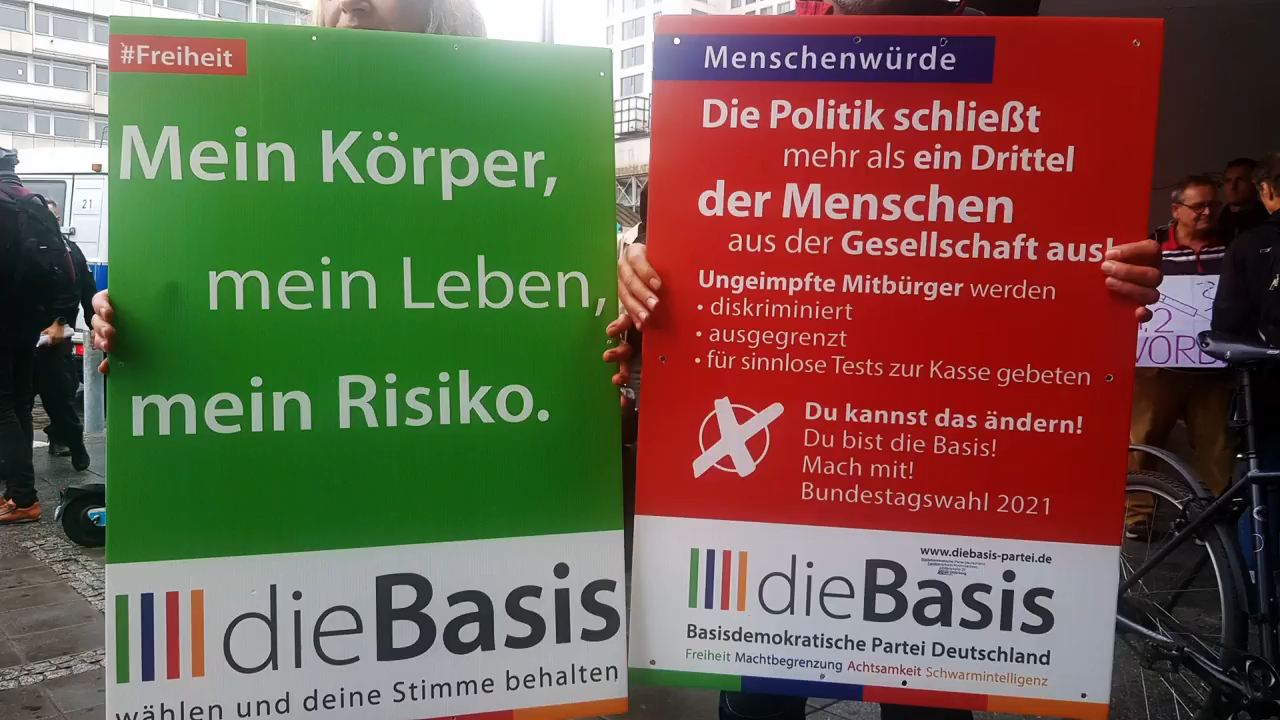 #Freiheit
Mein Körper,
mein Leben,
mein Risiko.
dieBasis
wählen und deine Stimme behalten
Menschenwürde
Die Politik schließt
mehr als ein Drittel
der Menschen
aus der Gesellschaft aus!
Ungeimpfte Mitbürger werden
• diskriminiert
• ausgegrenzt
• für sinnlose Tests zur Kasse gebeten
Du kannst das ändern!
Du bist die Basis!
Mach mit!
Bundestagswahl 2021
www.diebasis-partei.de
dieBasis
Basisdemokratische Partei Deutschland
Freiheit Machtbegrenzung Achtsamkeit Schwarmintelligenz
21